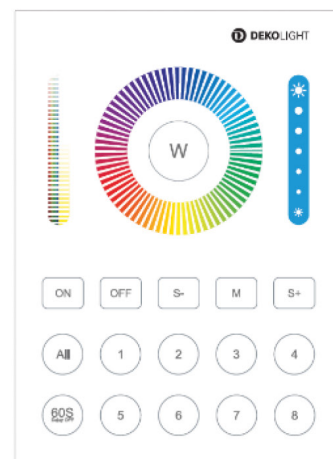 DEKOLIGHT
W
ON OFF S- M S+
All 1 2 3 4
60S
5 6 7 8